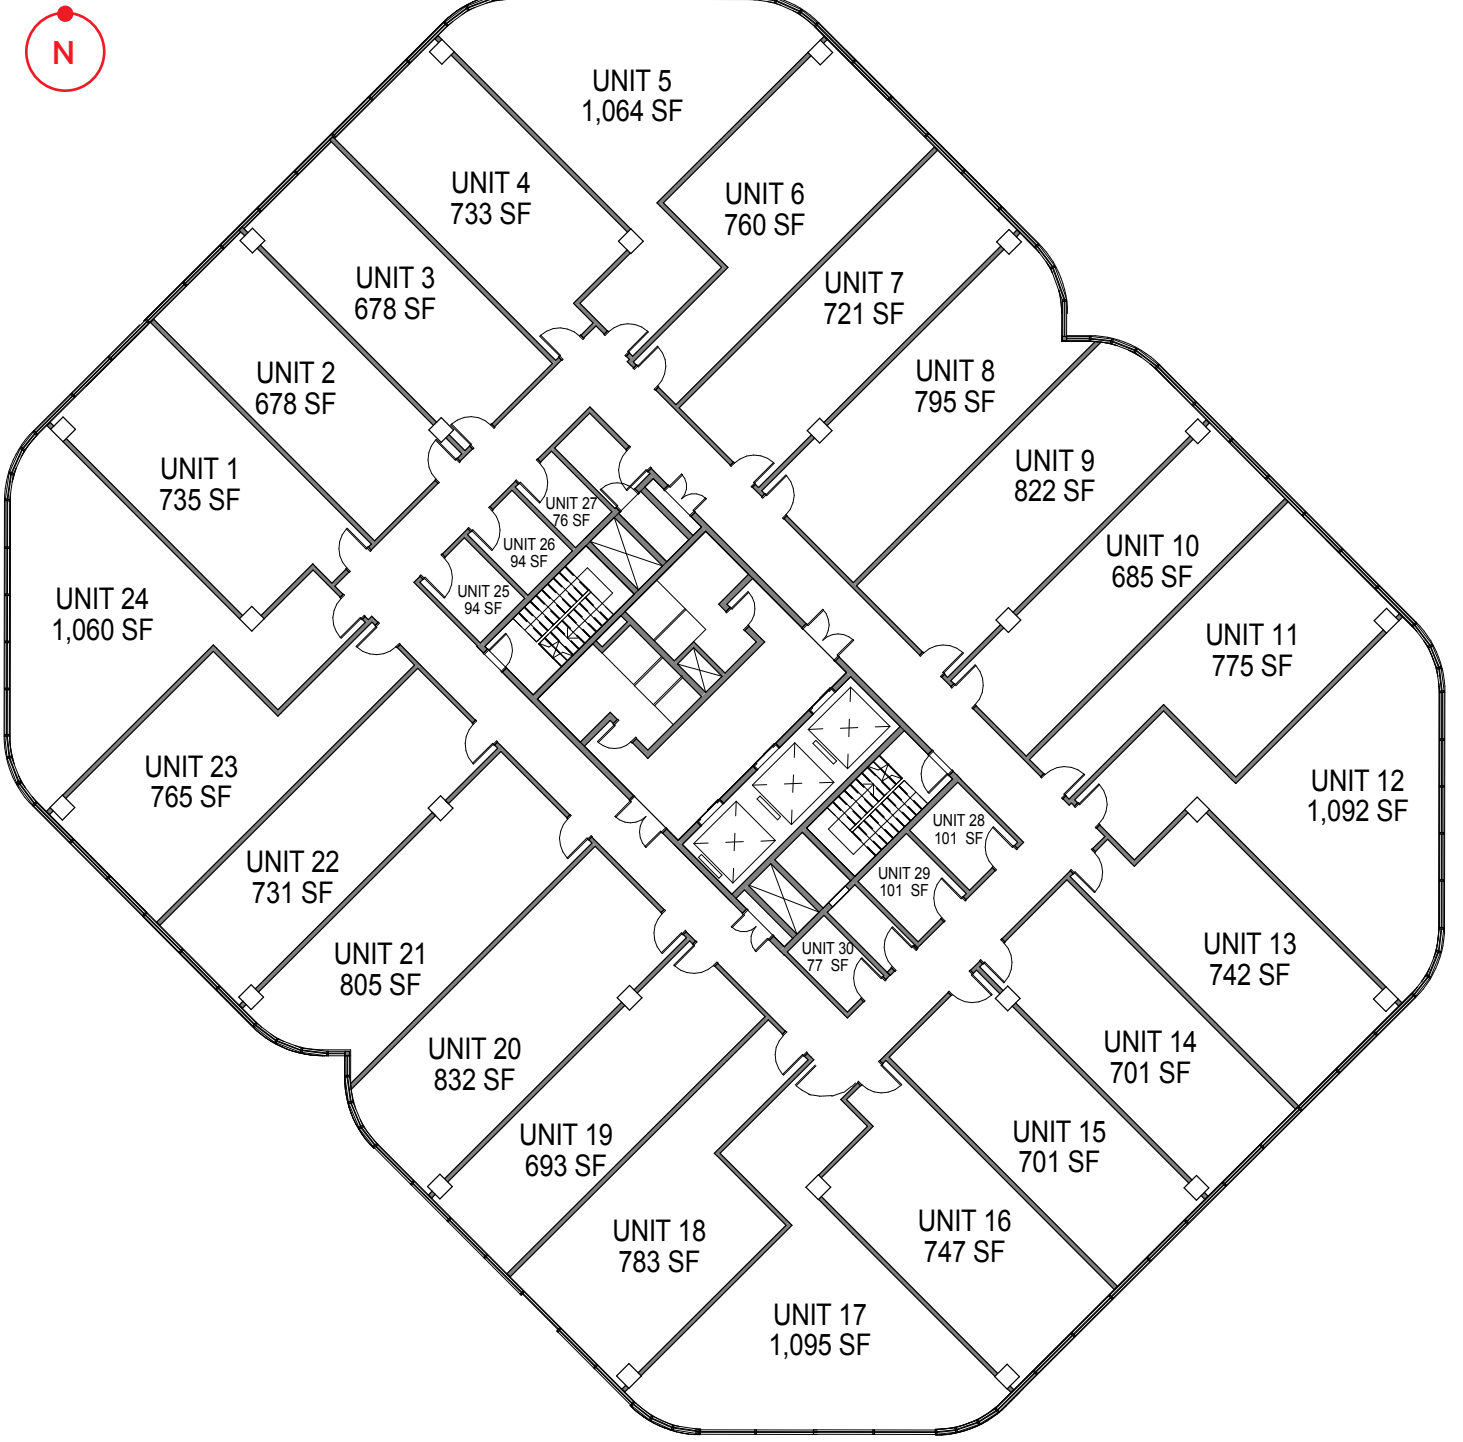 N
UNIT 5
1,064 SF
UNIT 4
733 SF
UNIT 6
760 SF
UNIT 3
678 SF
UNIT 7
721 SF
UNIT 2
678 SF
UNIT 8
795 SF
UNIT 1
735 SF
UNIT 9
822 SF
UNIT 27
76 SF
UNIT 26
94 SF
UNIT 10
685 SF
UNIT 25
94 SF
UNIT 24
1,060 SF
UNIT 11
775 SF
UNIT 23
765 SF
UNIT 12
1,092 SF
UNIT 28
101 SF
UNIT 22
731 SF
UNIT 29
101 SF
UNIT 21
805 SF
UNIT 30
77 SF
UNIT 13
742 SF
UNIT 20
832 SF
UNIT 14
701 SF
UNIT 19
693 SF
UNIT 15
701 SF
UNIT 18
783 SF
UNIT 16
747 SF
UNIT 17
1,095 SF